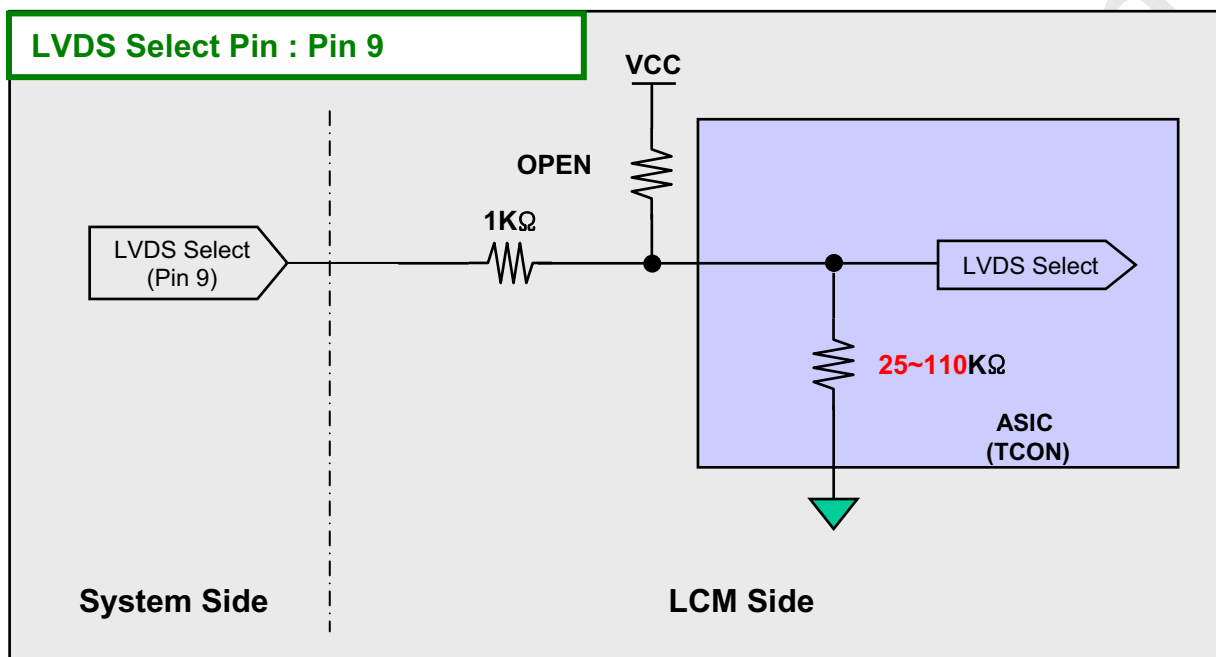 LVDS Select Pin : Pin 9
VCC
OPEN
1KΩ
LVDS Select
(Pin 9)
LVDS Select
25~110KΩ
ASIC
(TCON)
System Side
LCM Side